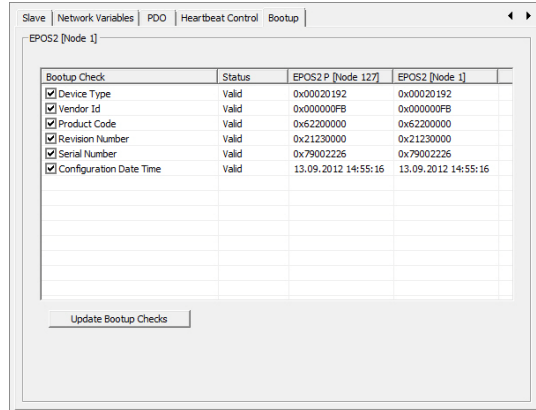 Slave Network Variables PDO Heartbeat Control Bootup
EPOS2 [Node 1]
Bootup Check Status EPOS2 P [Node 127] EPOS2 [Node 1]
Device Type Valid 0x00020192 0x00020192
Vendor Id Valid 0x000000FB 0x000000FB
Product Code Valid 0x62200000 0x62200000
Revision Number Valid 0x21230000 0x21230000
Serial Number Valid 0x79002226 0x79002226
Configuration Date Time Valid 13.09.2012 14:55:16 13.09.2012 14:55:16
Update Bootup Checks